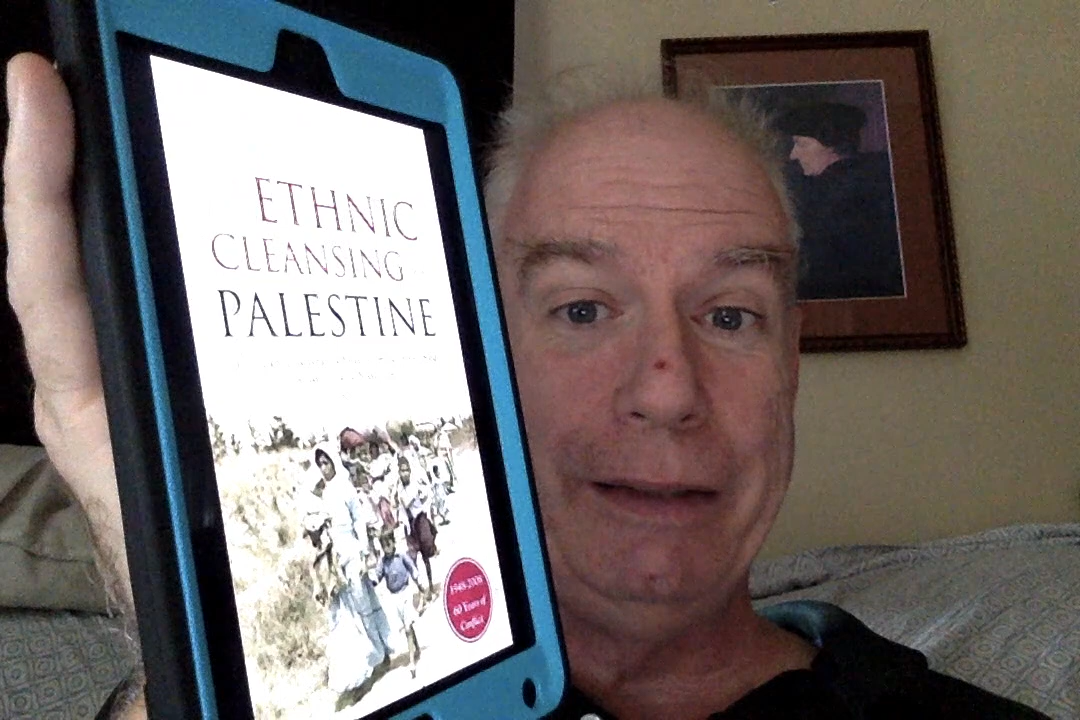 ETHNIC
CLEANSING
PALESTINE
1948-2008
60 Years of
Conflict